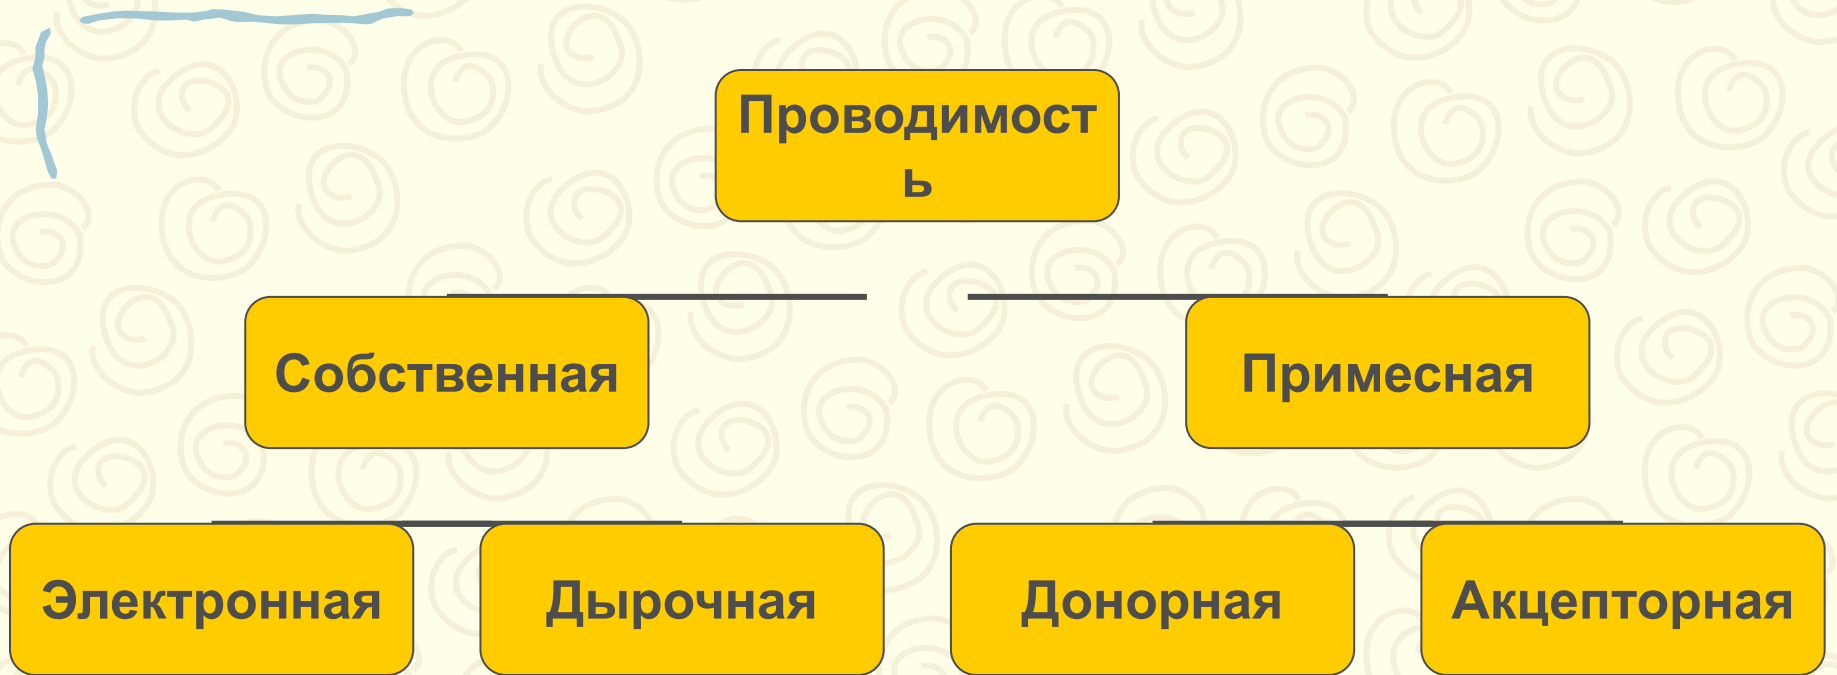 Проводимост
ь
Собственная
Примесная
Электронная
Дырочная
Донорная
Акцепторная